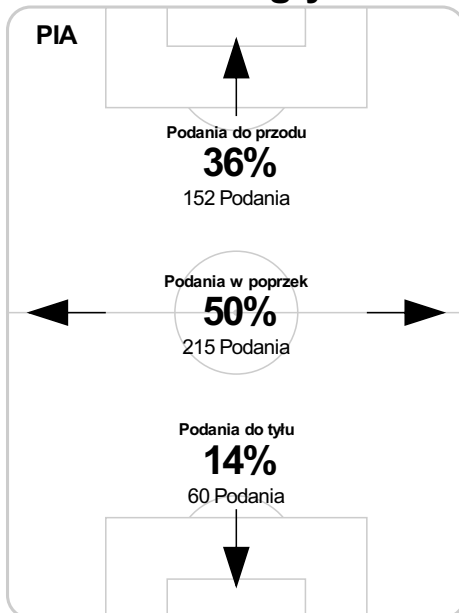 PIA
Podania do przodu
36%
152 Podania
Podania w poprzek
50%
215 Podania
Podania do tyłu
14%
60 Podania